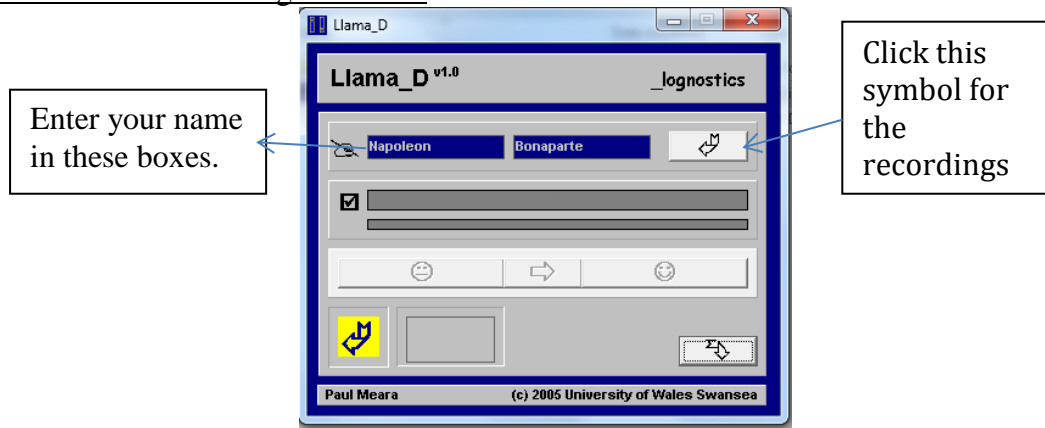 Llama_D
Llama_D v1.0
_lognostics
Enter your name
in these boxes.
Napoleon
Bonaparte
Click this
symbol for
the
recordings
Paul Meara
(c) 2005 University of Wales Swansea